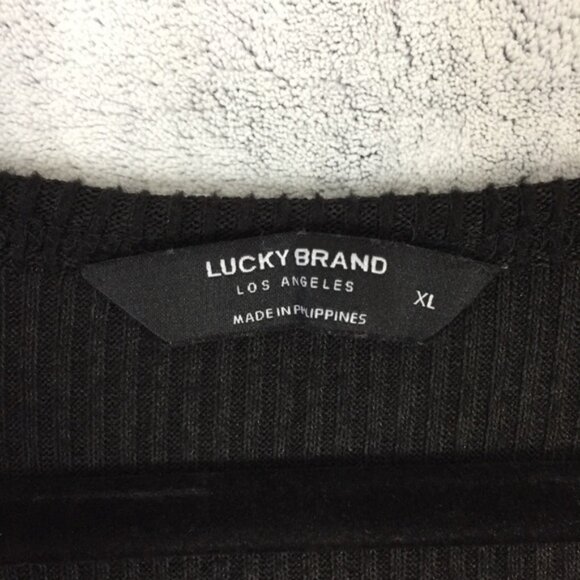 LUCKY BRAND
LOS ANGELES
XL
MADE IN PHILIPPINES